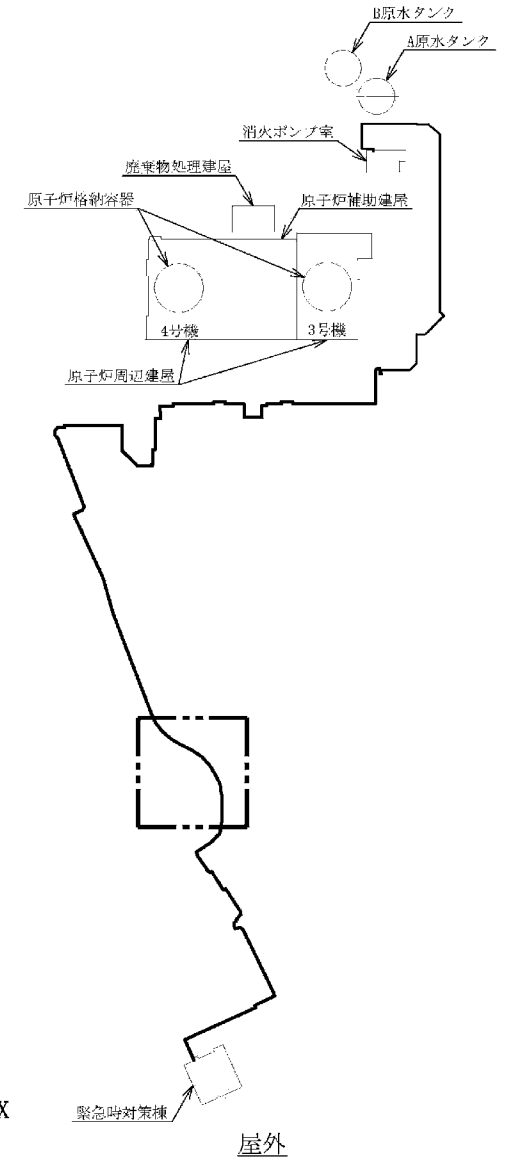 B原水タンク
A原水タンク
消火ポンプ室
廃棄物処理建屋
原子炉格納容器
原子炉補助建屋
4号機
3号機
原子炉周辺建屋
X
緊急時対策棟
屋外